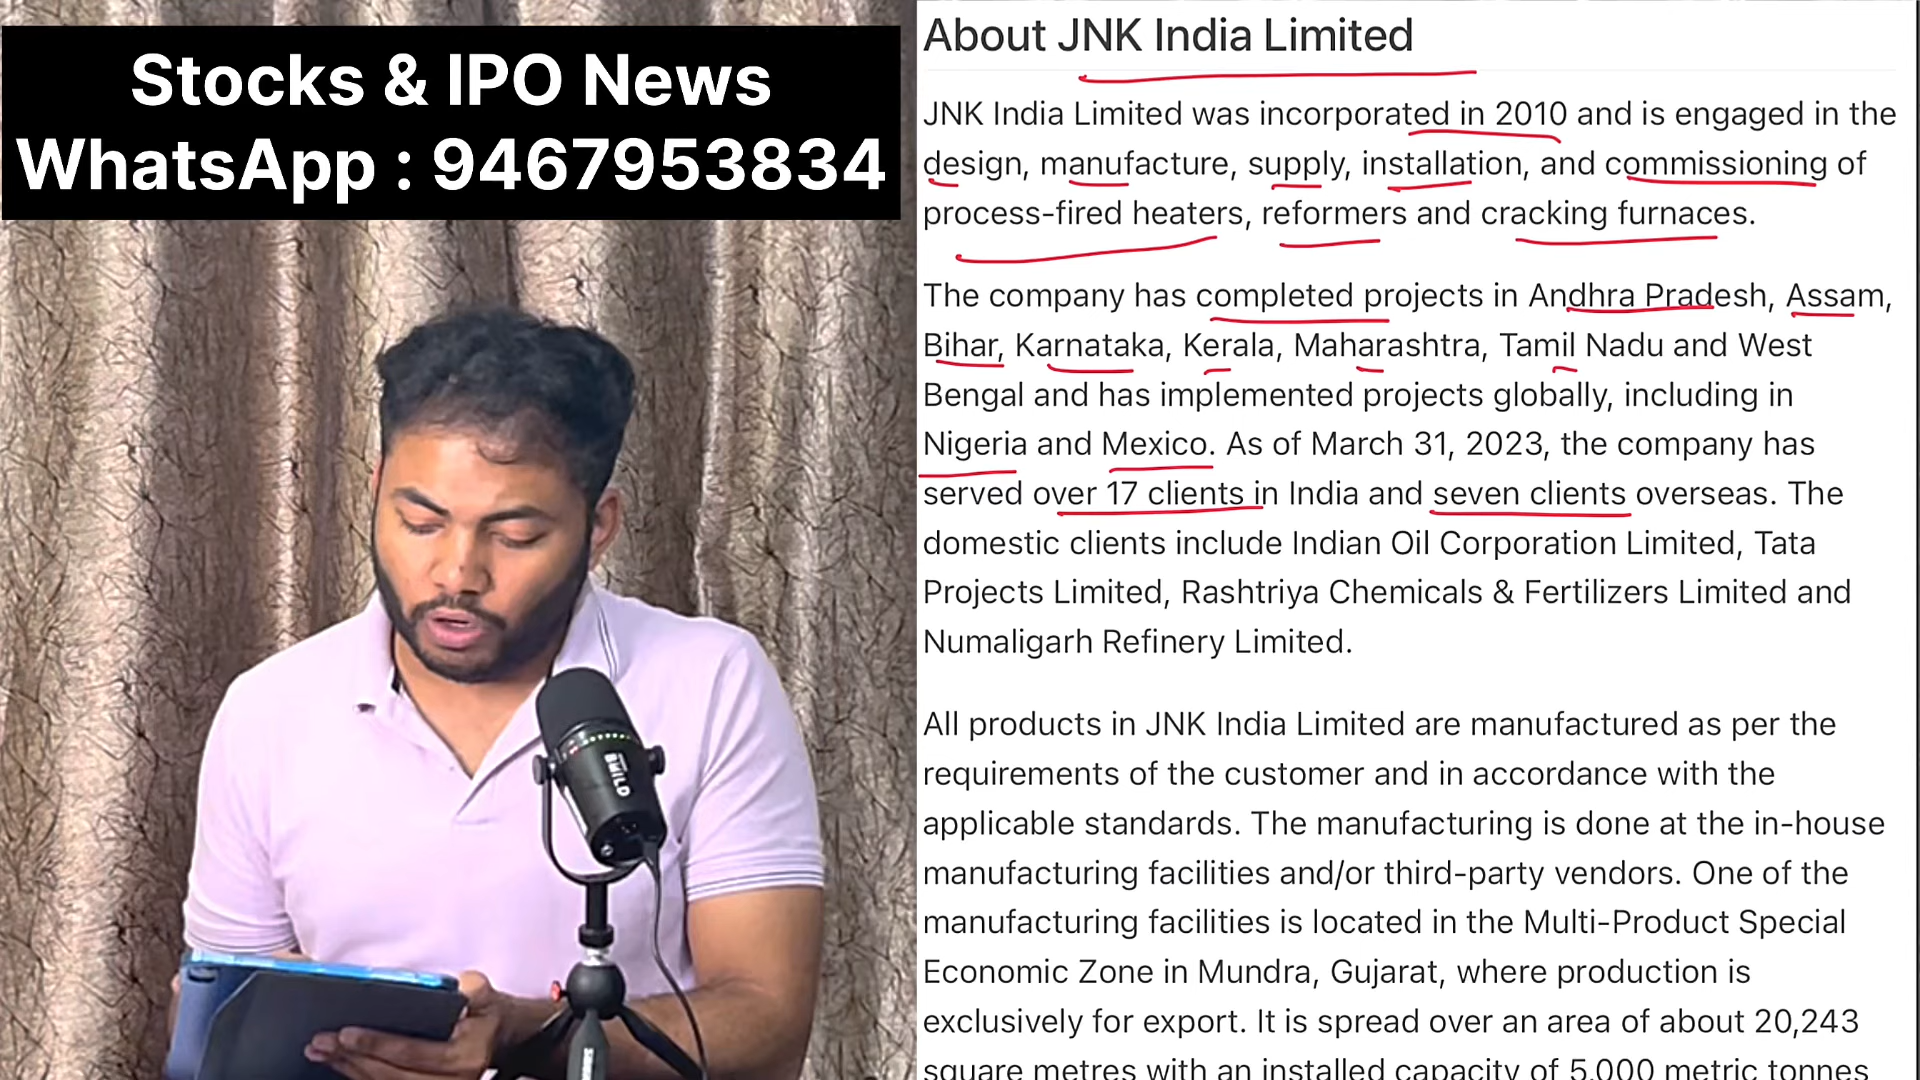 Stocks & IPO News
WhatsApp : 9467953834
About JNK India Limited
JNK India Limited was incorporated in 2010 and is engaged in the
design, manufacture, supply, installation, and commissioning of
process-fired heaters, reformers and cracking furnaces.
The company has completed projects in Andhra Pradesh, Assam,
Bihar, Karnataka, Kerala, Maharashtra, Tamil Nadu and West
Bengal and has implemented projects globally, including in
Nigeria and Mexico. As of March 31, 2023, the company has
served over 17 clients in India and seven clients overseas. The
domestic clients include Indian Oil Corporation Limited, Tata
Projects Limited, Rashtriya Chemicals & Fertilizers Limited and
Numaligarh Refinery Limited.
All products in JNK India Limited are manufactured as per the
requirements of the customer and in accordance with the
applicable standards. The manufacturing is done at the in-house
manufacturing facilities and/or third-party vendors. One of the
manufacturing facilities is located in the Multi-Product Special
Economic Zone in Mundra, Gujarat, where production is
exclusively for export. It is spread over an area of about 20,243
square metres with an installed capacity of 5,000 metric tonnes